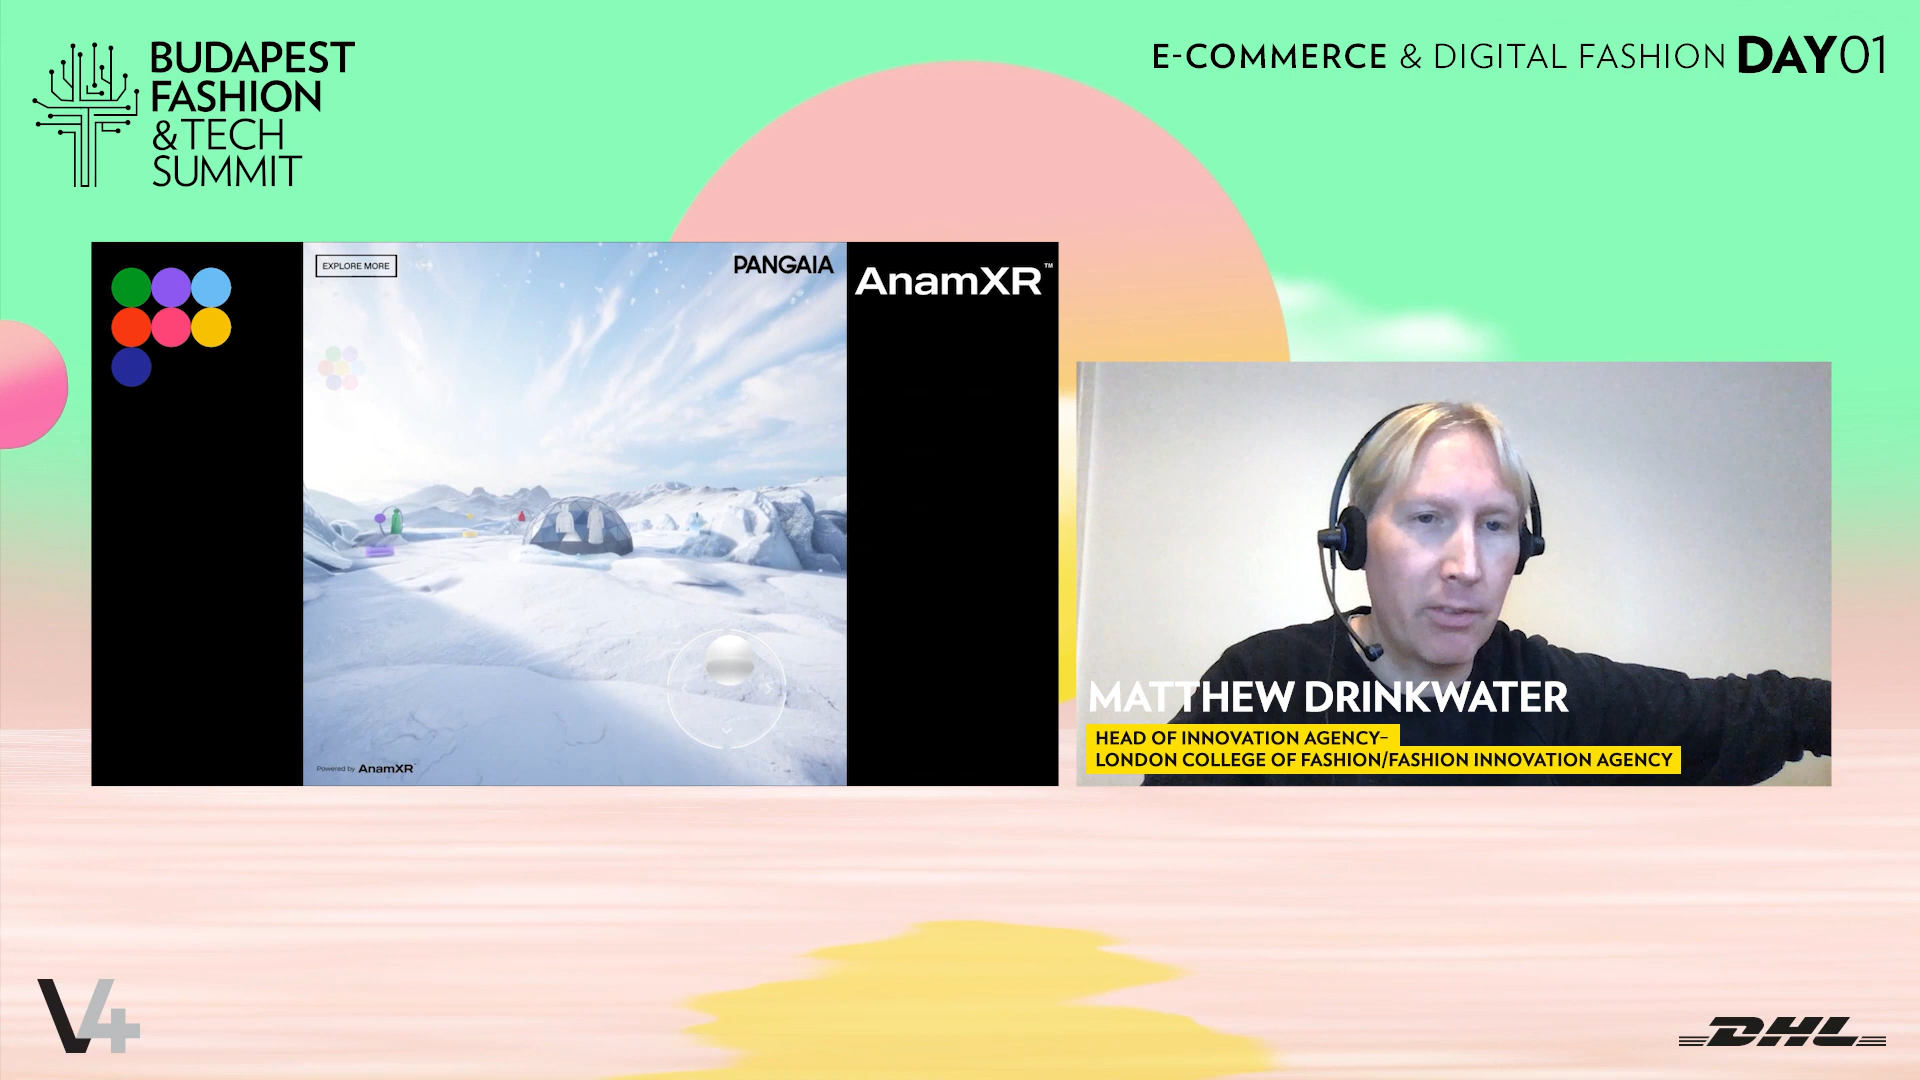 BUDAPEST
FASHION
&TECH
SUMMIT
E-COMMERCE & DIGITAL FASHION DAY01
EXPLORE MORE
PANGAIA
AnamXR™
Powered by AnamXR
MATTHEW DRINKWATER
HEAD OF INNOVATION AGENCY–
LONDON COLLEGE OF FASHION/FASHION INNOVATION AGENCY
V4
DHL